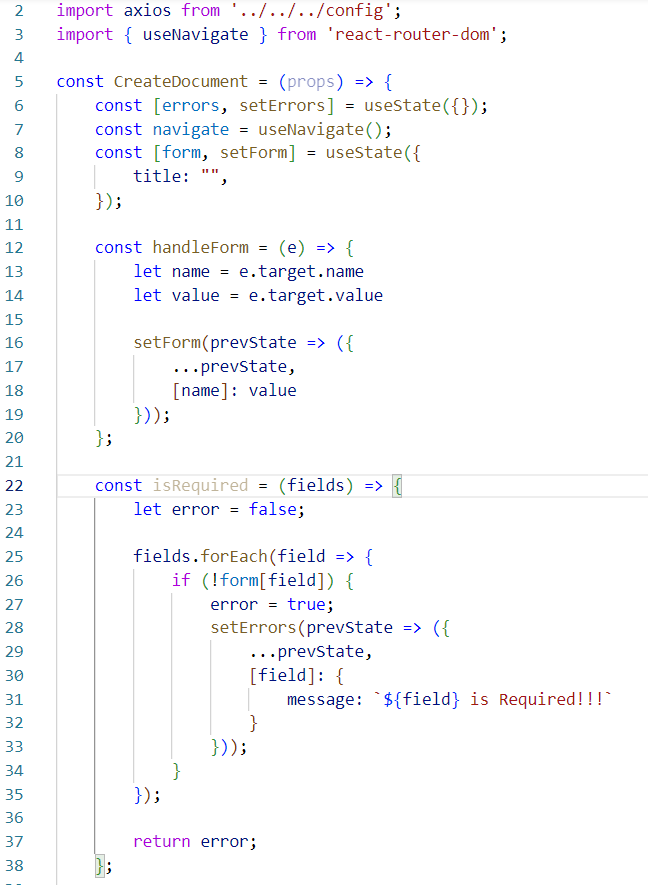 2 import axios from '../../../config';
3 import { useNavigate } from 'react-router-dom';
4
5 const CreateDocument = (props) => {
6     const [errors, setErrors] = useState({});
7     const navigate = useNavigate();
8     const [form, setForm] = useState({
9         title: "",
10     });
11
12     const handleForm = (e) => {
13         let name = e.target.name
14         let value = e.target.value
15
16         setForm(prevState => ({
17             ...prevState,
18             [name]: value
19         }));
20     };
21
22     const isRequired = (fields) => {
23         let error = false;
24
25         fields.forEach(field => {
26             if (!form[field]) {
27                 error = true;
28                 setErrors(prevState => ({
29                     ...prevState,
30                     [field]: {
31                         message: `${field} is Required!!!`
32                     }
33                 }));
34             }
35         });
36
37         return error;
38     };